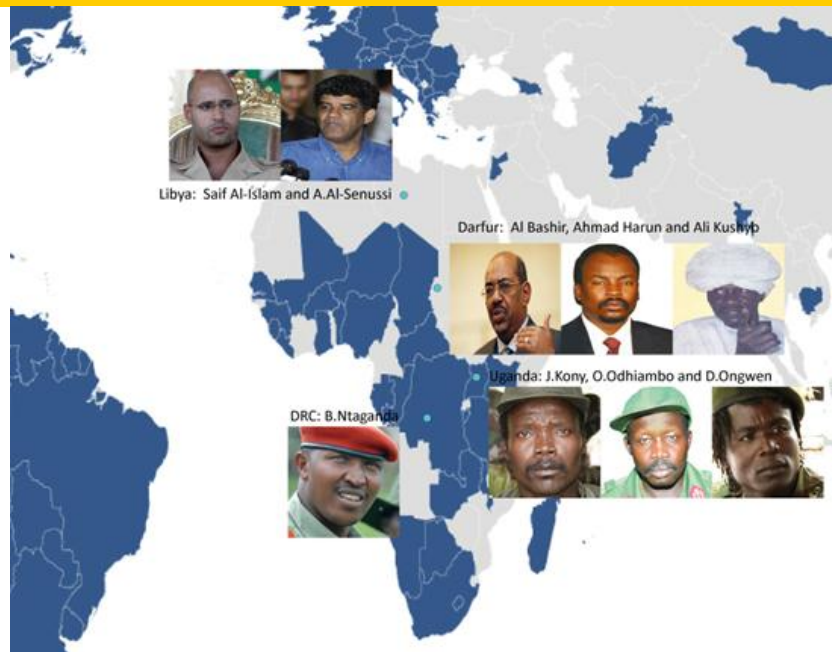 Libya:  Saif Al-Islam and A.Al-Senussi
Darfur:  Al Bashir, Ahmad Harun and Ali Kushyb
Uganda: J.Kony, O.Odhiambo and D.Ongwen
DRC: B.Ntaganda